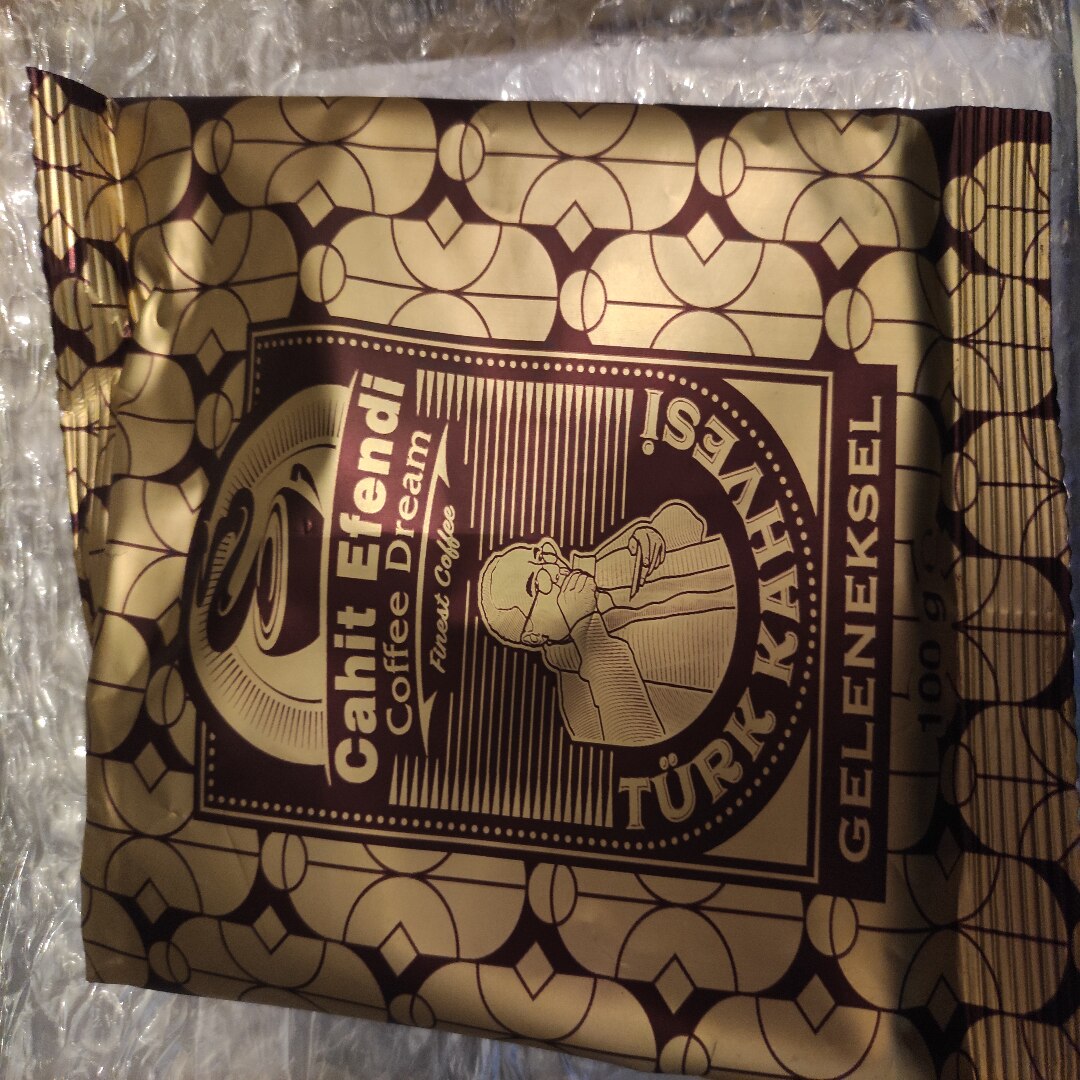 Cahit Efendi
Coffee Dream
Finest Coffee
TÜRK KAHVESİ
GELENEKSEL
100 g